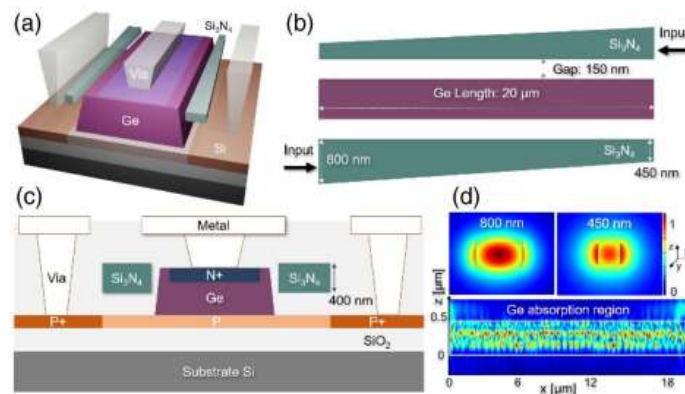 (a)
Si₃N₄
Via
Ge
Si
(b)
Si₃N₄
Input
Gap: 150 nm
Ge Length: 20 μm
Input
800 nm
Si₃N₄
450 nm
(c)
Metal
Via
Si₃N₄
N+
Si₃N₄
Ge
400 nm
P+
P
P+
SiO₂
Substrate Si
(d)
800 nm
450 nm
1
z
y
0
Ge absorption region
z [μm]
0.5
0
0
6
12
18
x [μm]